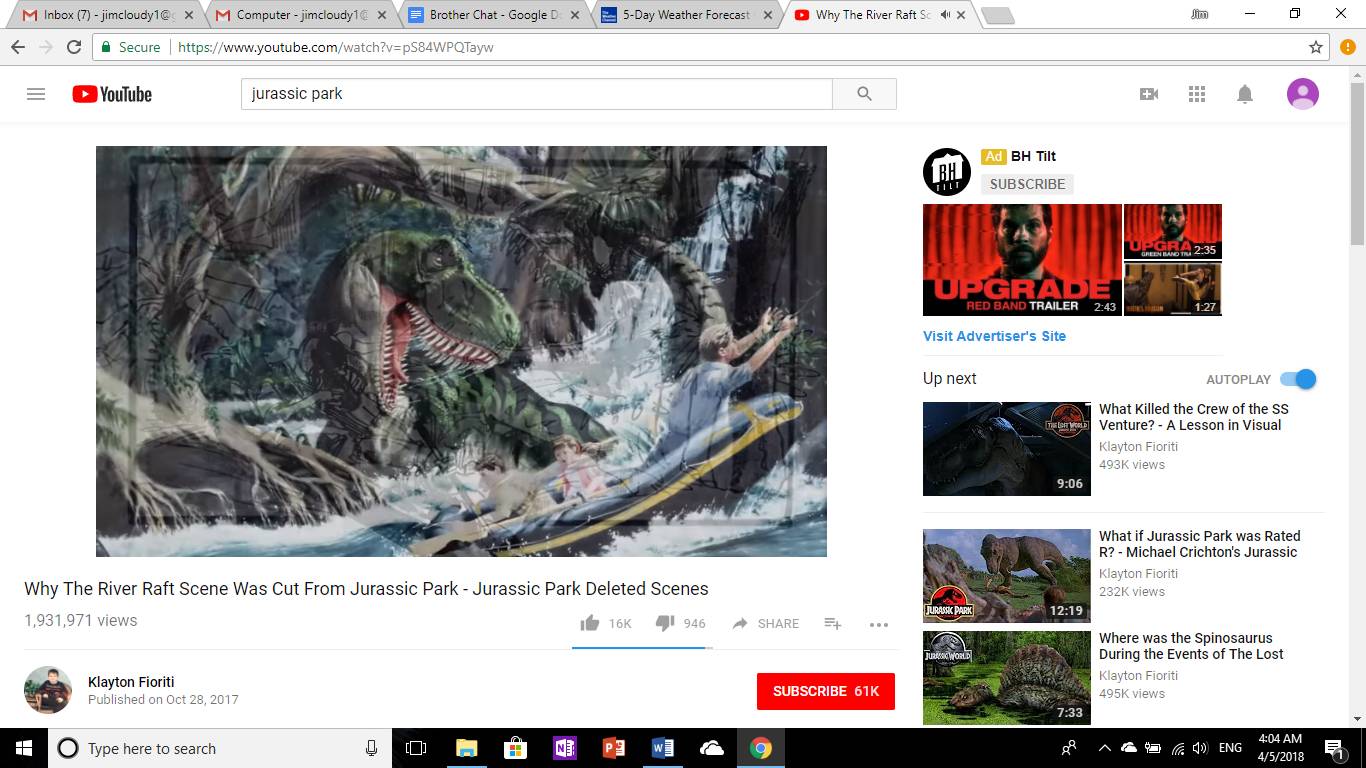 Inbox (7) - jimcloudy1@g
Computer - jimcloudy1@
Brother Chat - Google Do
5-Day Weather Forecast
Why The River Raft Sc
Jim
Secure
https://www.youtube.com/watch?v=pS84WPQTayw
YouTube
jurassic park
BH
TILT
Ad BH Tilt
SUBSCRIBE
UPGRADE
RED BAND TRAILER
2:43
2:35
1:27
Visit Advertiser's Site
Up next
AUTOPLAY
What Killed the Crew of the SS
Venture? - A Lesson in Visual
Klayton Fioriti
493K views
THE LOST WORLD
9:06
What if Jurassic Park was Rated
R? - Michael Crichton's Jurassic
Klayton Fioriti
232K views
JURASSIC PARK
12:19
Where was the Spinosaurus
During the Events of The Lost
Klayton Fioriti
495K views
JURASSIC WORLD
7:33
Why The River Raft Scene Was Cut From Jurassic Park - Jurassic Park Deleted Scenes
1,931,971 views
16K
946
SHARE
Klayton Fioriti
Published on Oct 28, 2017
SUBSCRIBE 61K
Type here to search
ENG
4:04 AM
4/5/2018
1